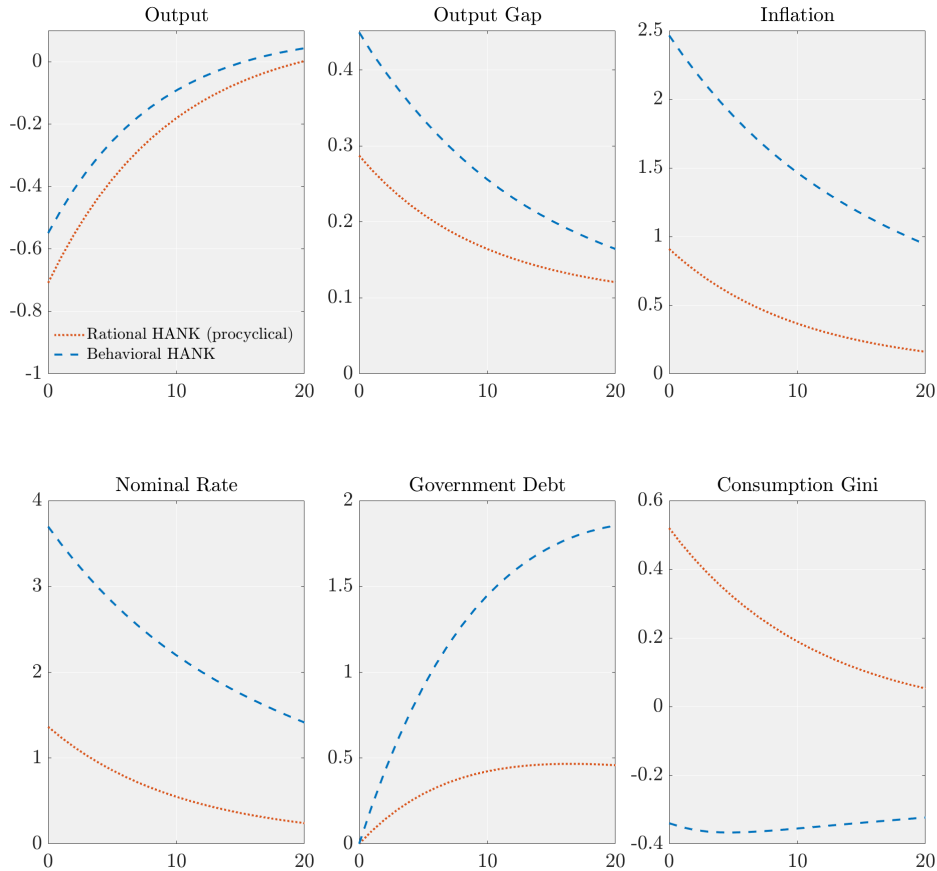 Output
0
-0.2
-0.4
-0.6
-0.8
-1
0 10 20
Rational HANK (procyclical)
Behavioral HANK
Output Gap
0.4
0.3
0.2
0.1
0
0 10 20
Inflation
2.5
2
1.5
1
0.5
0
0 10 20
Nominal Rate
4
3
2
1
0
0 10 20
Government Debt
2
1.5
1
0.5
0
0 10 20
Consumption Gini
0.6
0.4
0.2
0
-0.2
-0.4
0 10 20